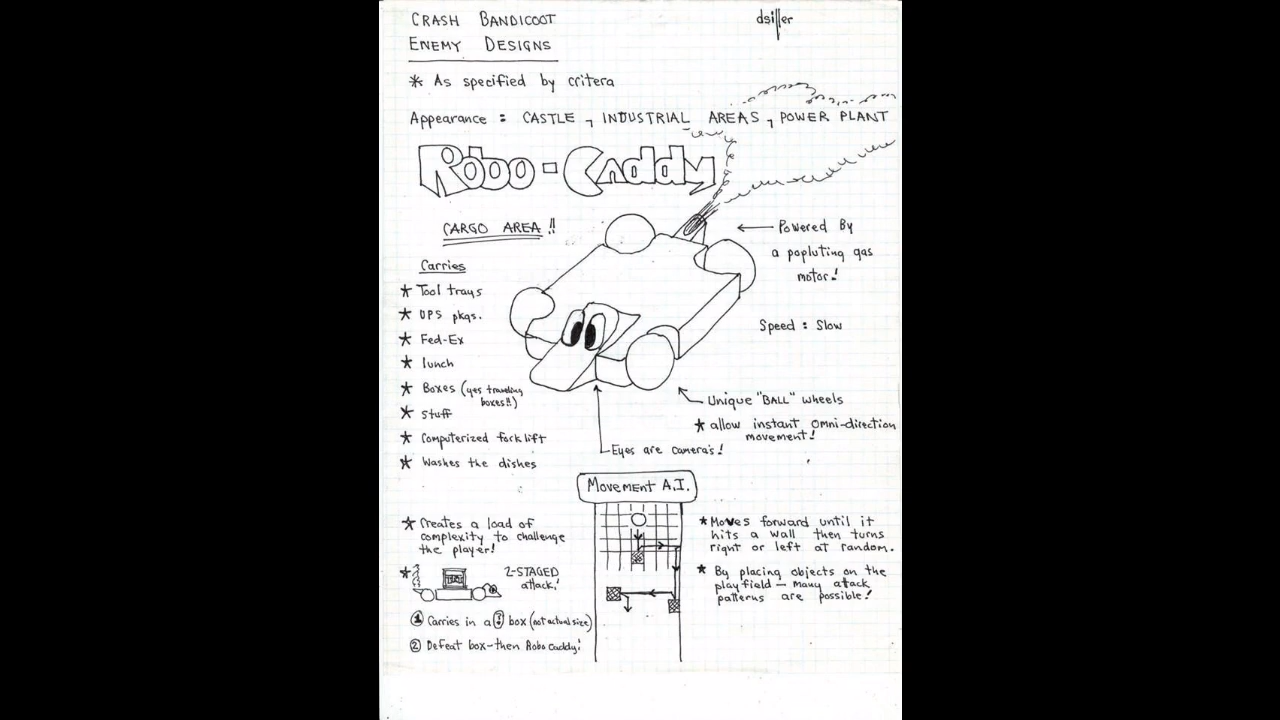 CRASH BANDICOOT
dsiller
ENEMY DESIGNS
* As specified by critera
Appearance : CASTLE , INDUSTRIAL AREAS , POWER PLANT
Robo-Caddy
CARGO AREA !!
Carries
* Tool trays
* UPS pkgs.
* Fed-Ex
* lunch
* Boxes (yes traveling
boxes!!)
* stuff
* Computerized fork lift
* Washes the dishes
Powered By
a popluting gas
motor!
Speed : Slow
Unique "BALL" wheels
* allow instant omni-direction
movement!
Eyes are camera's!
Movement A.I.
* Creates a load of
complexity to challenge
the player!
* 2-STAGED
attack!
① Carries in a ? box (not actual size)
② Defeat box-then Robo Caddy!
* Moves forward until it
hits a wall then turns
right or left at random.
* By placing objects on the
playfield - many attack
patterns are possible!